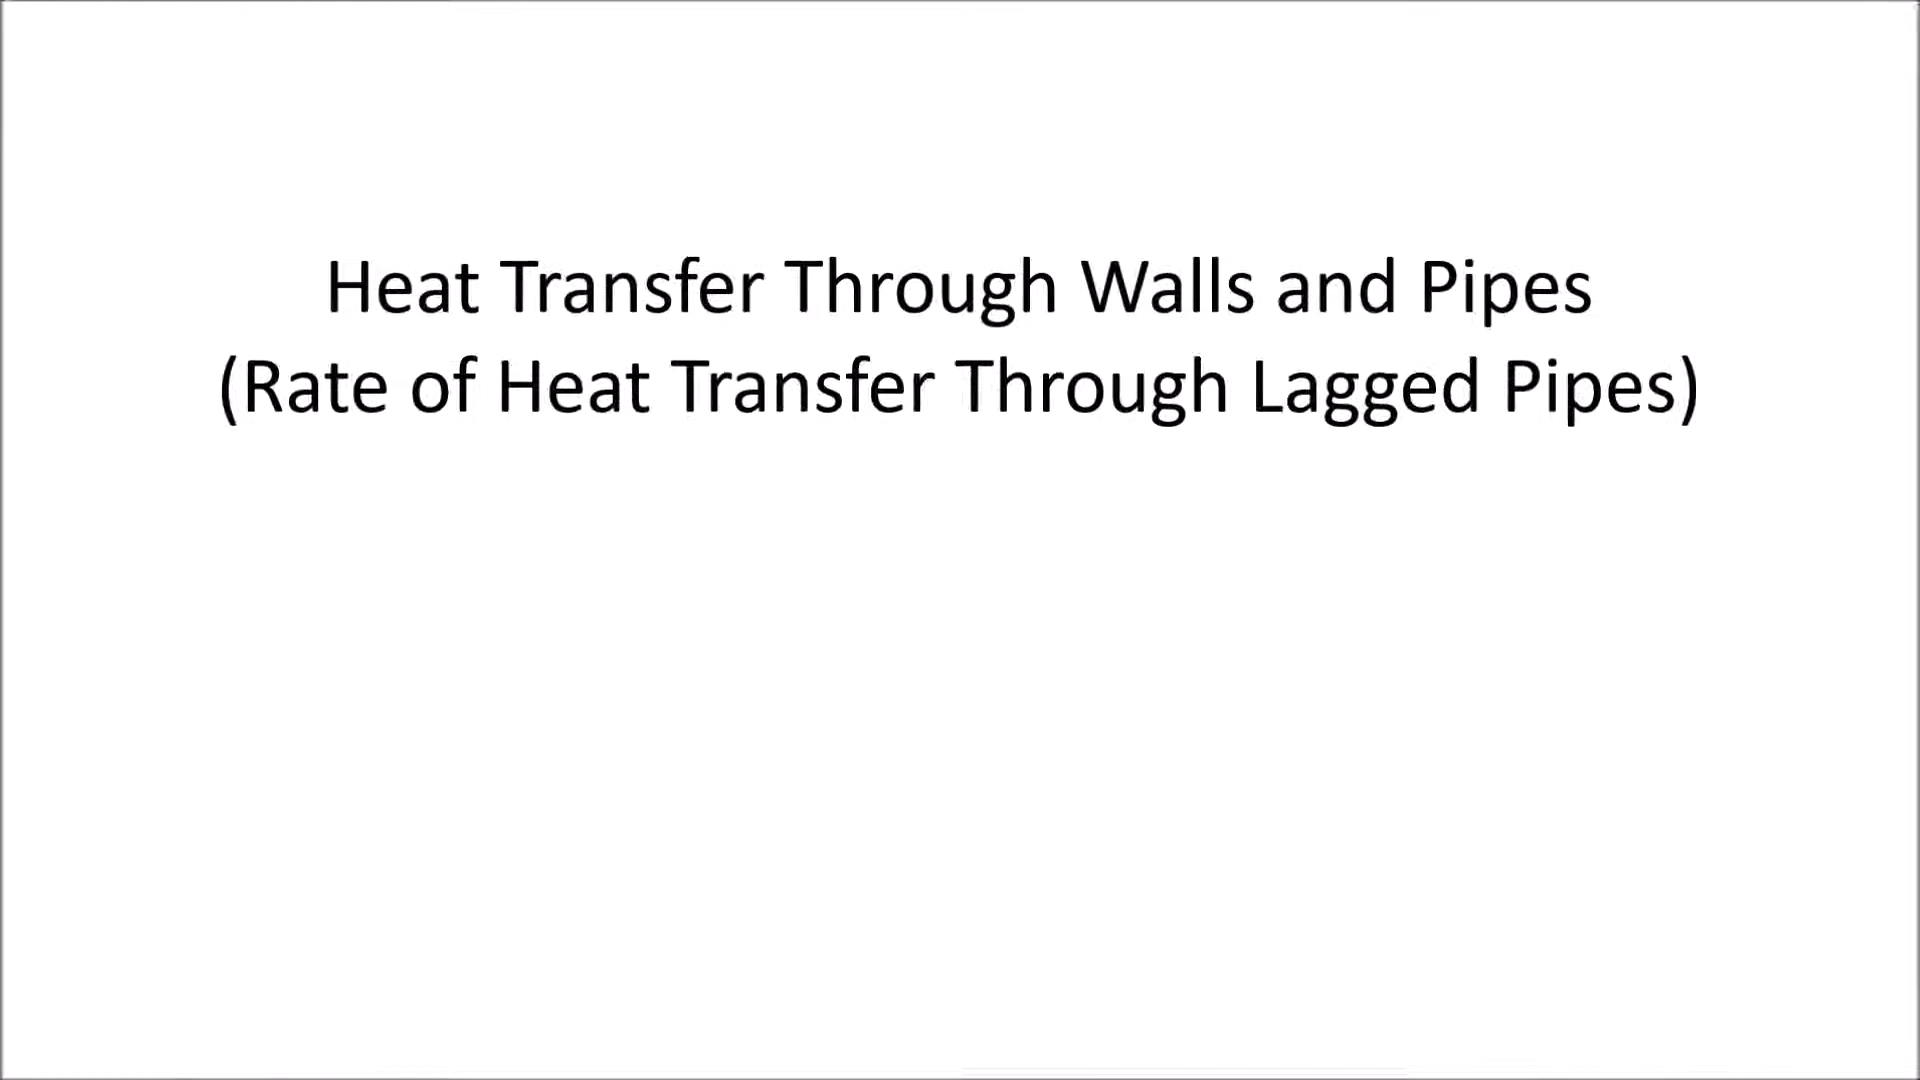 Heat Transfer Through Walls and Pipes
(Rate of Heat Transfer Through Lagged Pipes)